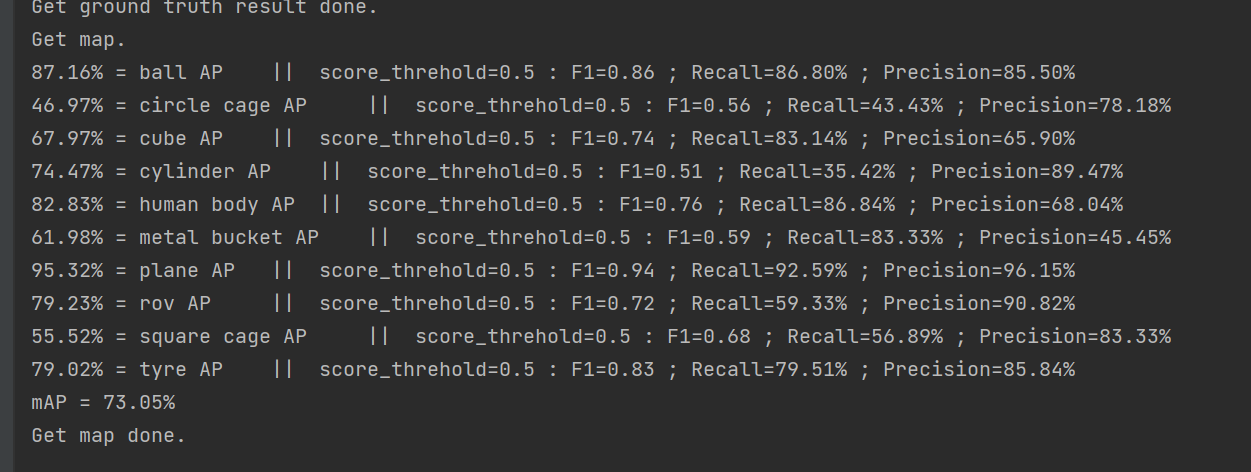 Get ground truth result done.
Get map.
87.16% = ball AP    ||  score_threhold=0.5 : F1=0.86 ; Recall=86.80% ; Precision=85.50%
46.97% = circle cage AP     ||  score_threhold=0.5 : F1=0.56 ; Recall=43.43% ; Precision=78.18%
67.97% = cube AP    ||  score_threhold=0.5 : F1=0.74 ; Recall=83.14% ; Precision=65.90%
74.47% = cylinder AP    ||  score_threhold=0.5 : F1=0.51 ; Recall=35.42% ; Precision=89.47%
82.83% = human body AP  ||  score_threhold=0.5 : F1=0.76 ; Recall=86.84% ; Precision=68.04%
61.98% = metal bucket AP    ||  score_threhold=0.5 : F1=0.59 ; Recall=83.33% ; Precision=45.45%
95.32% = plane AP   ||  score_threhold=0.5 : F1=0.94 ; Recall=92.59% ; Precision=96.15%
79.23% = rov AP     ||  score_threhold=0.5 : F1=0.72 ; Recall=59.33% ; Precision=90.82%
55.52% = square cage AP     ||  score_threhold=0.5 : F1=0.68 ; Recall=56.89% ; Precision=83.33%
79.02% = tyre AP    ||  score_threhold=0.5 : F1=0.83 ; Recall=79.51% ; Precision=85.84%
mAP = 73.05%
Get map done.